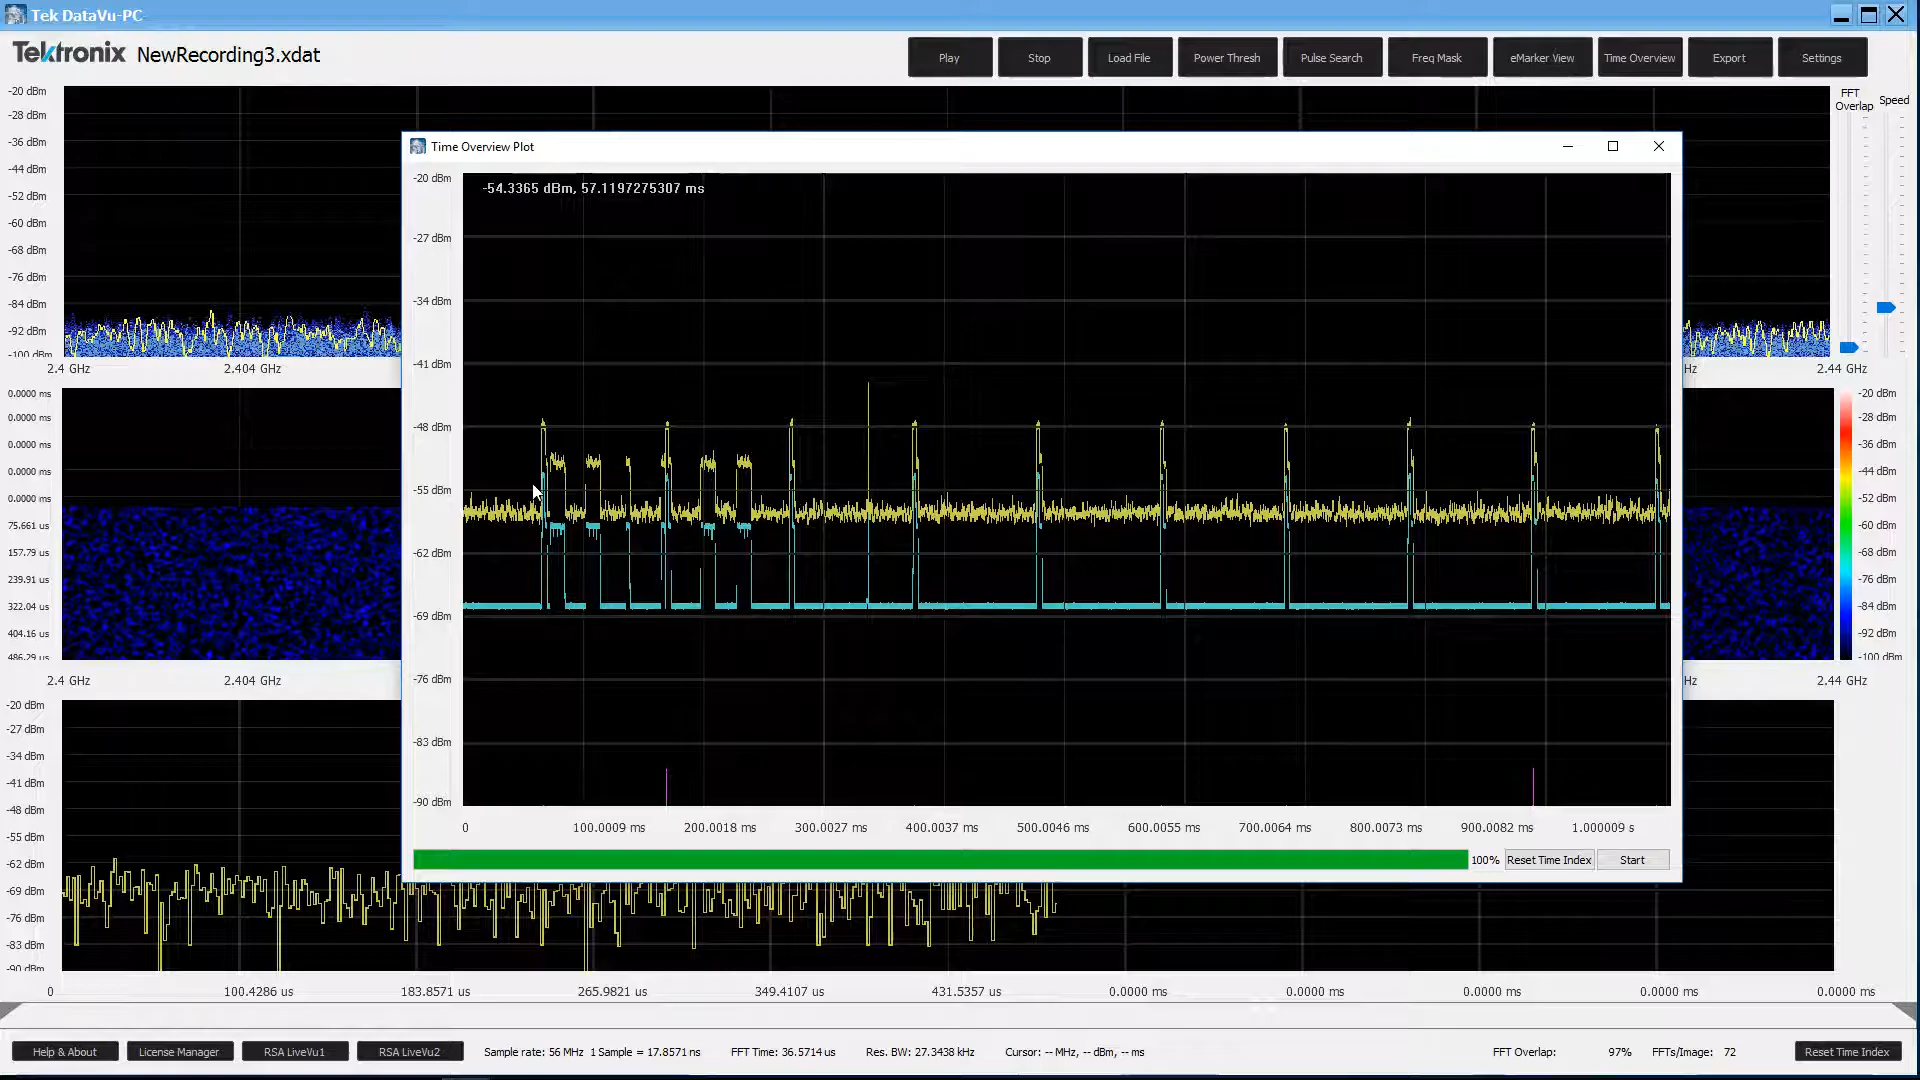 Tek DataVu-PC
Tektronix NewRecording3.xdat
Play Stop Load File Power Thresh Pulse Search Freq Mask eMarker View Time Overview Export Settings
FFT Overlap Speed
-20 dBm
-28 dBm
-36 dBm
-44 dBm
-52 dBm
-60 dBm
-68 dBm
-76 dBm
-84 dBm
-92 dBm
-100 dBm
2.4 GHz 2.404 GHz Hz 2.44 GHz
0.0000 ms
0.0000 ms
0.0000 ms
0.0000 ms
0.0000 ms
75.661 us
157.79 us
239.91 us
322.04 us
404.16 us
486.29 us
-20 dBm
-28 dBm
-36 dBm
-44 dBm
-52 dBm
-60 dBm
-68 dBm
-76 dBm
-84 dBm
-92 dBm
-100 dBm
2.4 GHz 2.404 GHz Hz 2.44 GHz
Time Overview Plot
-54.3365 dBm, 57.1197275307 ms
-20 dBm
-27 dBm
-34 dBm
-41 dBm
-48 dBm
-55 dBm
-62 dBm
-69 dBm
-76 dBm
-83 dBm
-90 dBm
0 100.0009 ms 200.0018 ms 300.0027 ms 400.0037 ms 500.0046 ms 600.0055 ms 700.0064 ms 800.0073 ms 900.0082 ms 1.000009 s
100% Reset Time Index Start
-20 dBm
-27 dBm
-34 dBm
-41 dBm
-48 dBm
-55 dBm
-62 dBm
-69 dBm
-76 dBm
-83 dBm
-90 dBm
0 100.4286 us 183.8571 us 265.9821 us 349.4107 us 431.5357 us 0.0000 ms 0.0000 ms 0.0000 ms 0.0000 ms 0.0000 ms
Help & About License Manager RSA LiveVu1 RSA LiveVu2 Sample rate: 56 MHz 1 Sample = 17.8571 ns FFT Time: 36.5714 us Res. BW: 27.3438 kHz Cursor: -- MHz, -- dBm, -- ms FFT Overlap: 97% FFTs/Image: 72 Reset Time Index